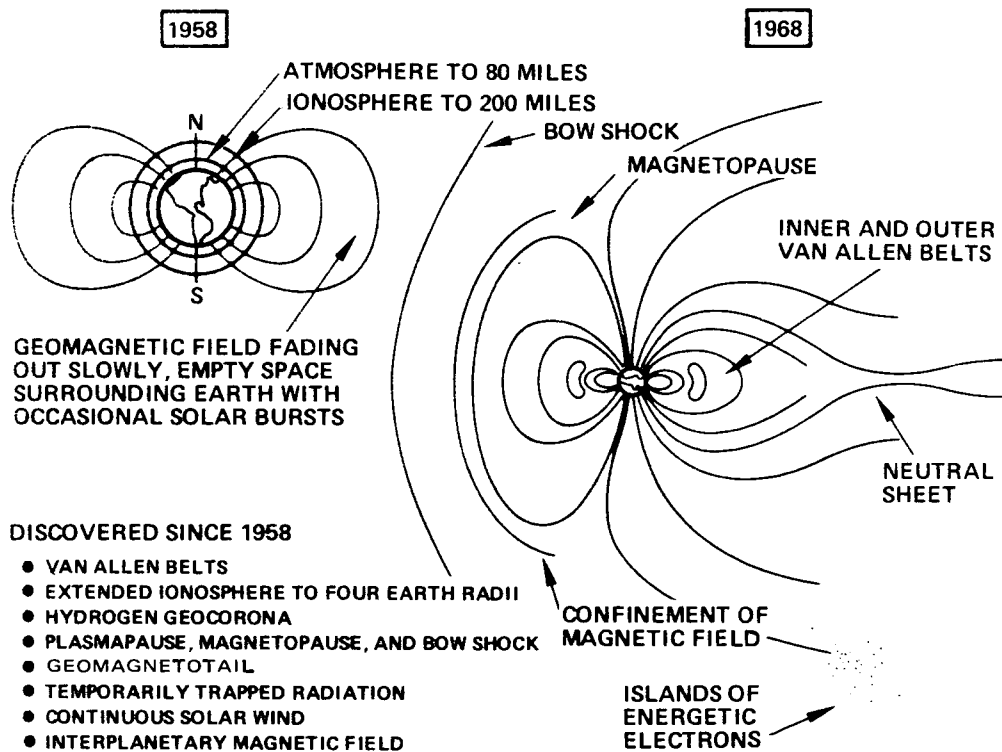 1958
ATMOSPHERE TO 80 MILES
IONOSPHERE TO 200 MILES
N
S
GEOMAGNETIC FIELD FADING
OUT SLOWLY, EMPTY SPACE
SURROUNDING EARTH WITH
OCCASIONAL SOLAR BURSTS
1968
BOW SHOCK
MAGNETOPAUSE
INNER AND OUTER
VAN ALLEN BELTS
NEUTRAL
SHEET
CONFINEMENT OF
MAGNETIC FIELD
ISLANDS OF
ENERGETIC
ELECTRONS
DISCOVERED SINCE 1958
● VAN ALLEN BELTS
● EXTENDED IONOSPHERE TO FOUR EARTH RADII
● HYDROGEN GEOCORONA
● PLASMAPAUSE, MAGNETOPAUSE, AND BOW SHOCK
● GEOMAGNETOTAIL
● TEMPORARILY TRAPPED RADIATION
● CONTINUOUS SOLAR WIND
● INTERPLANETARY MAGNETIC FIELD